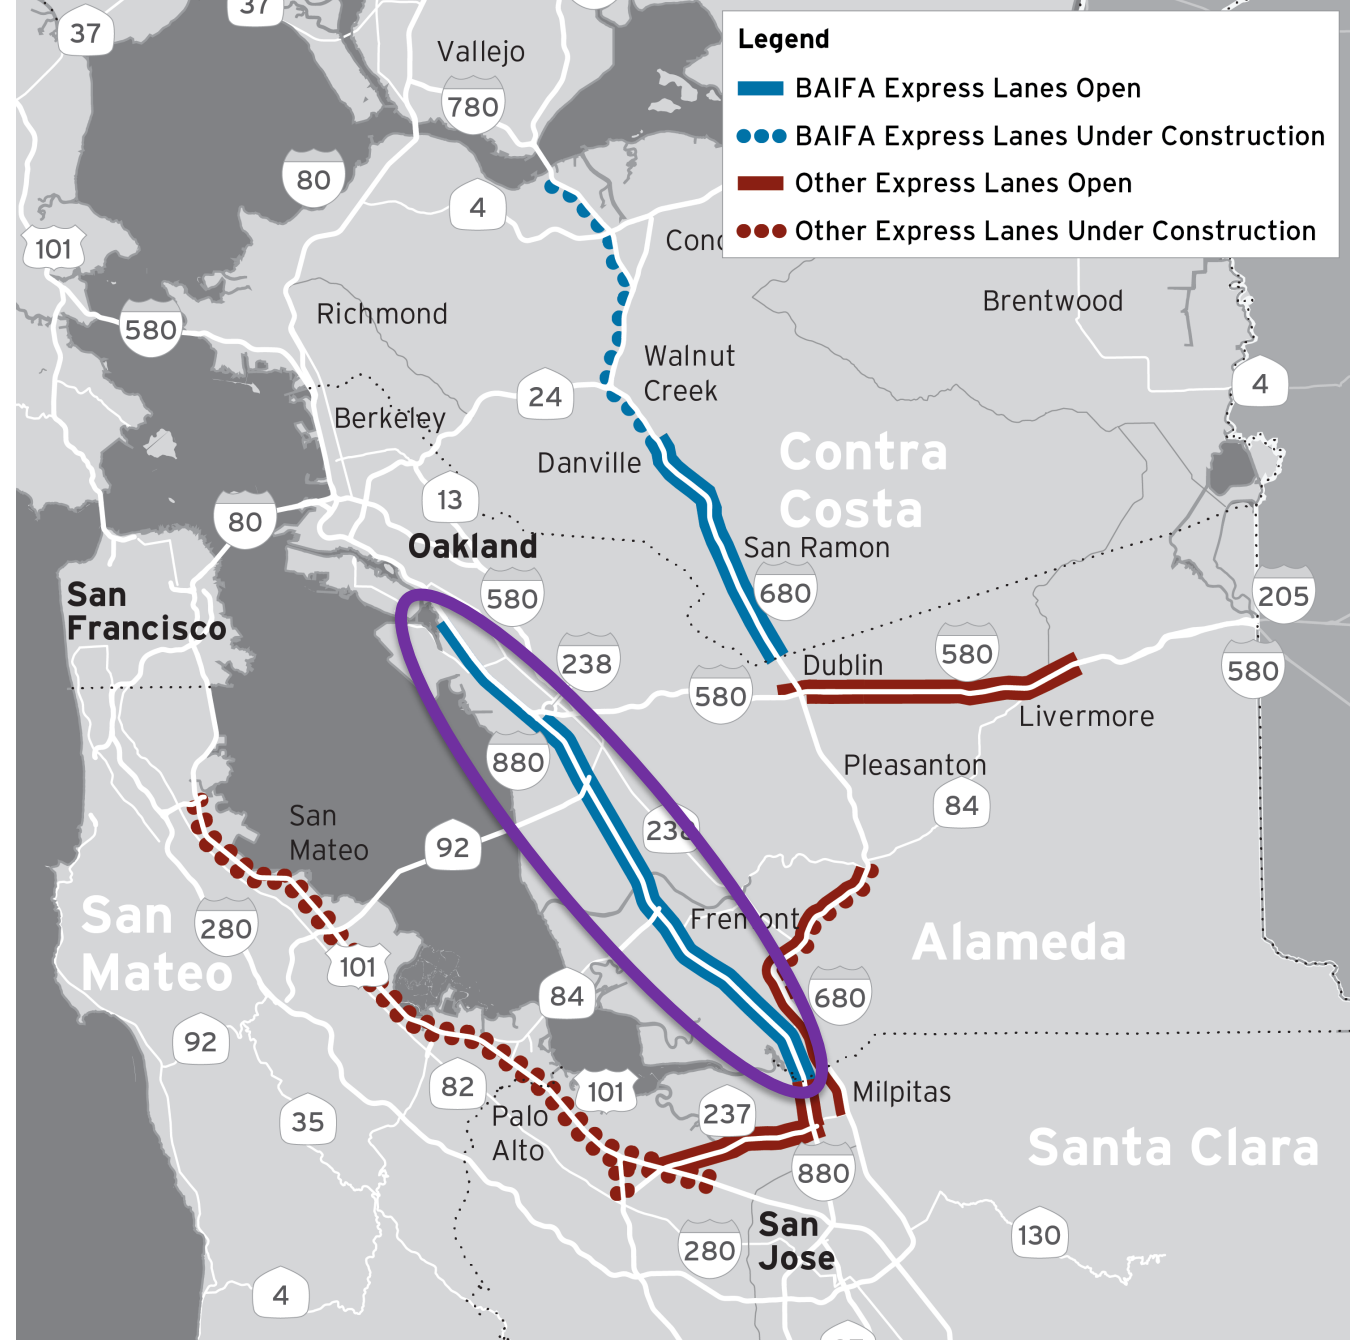 37
37
Vallejo
780
80
4
101
Legend
BAIFA Express Lanes Open
BAIFA Express Lanes Under Construction
Other Express Lanes Open
Other Express Lanes Under Construction
Conc
Brentwood
Richmond
580
Walnut
Creek
24
4
Berkeley
Contra
Costa
Danville
13
80
Oakland
San Ramon
680
580
205
San
Francisco
238
580
Dublin
580
580
Livermore
880
Pleasanton
84
San
Mateo
92
238
San
Mateo
280
Fremont
Alameda
101
84
680
92
82
101
Milpitas
35
Palo
Alto
237
Santa Clara
880
San
Jose
280
130
4